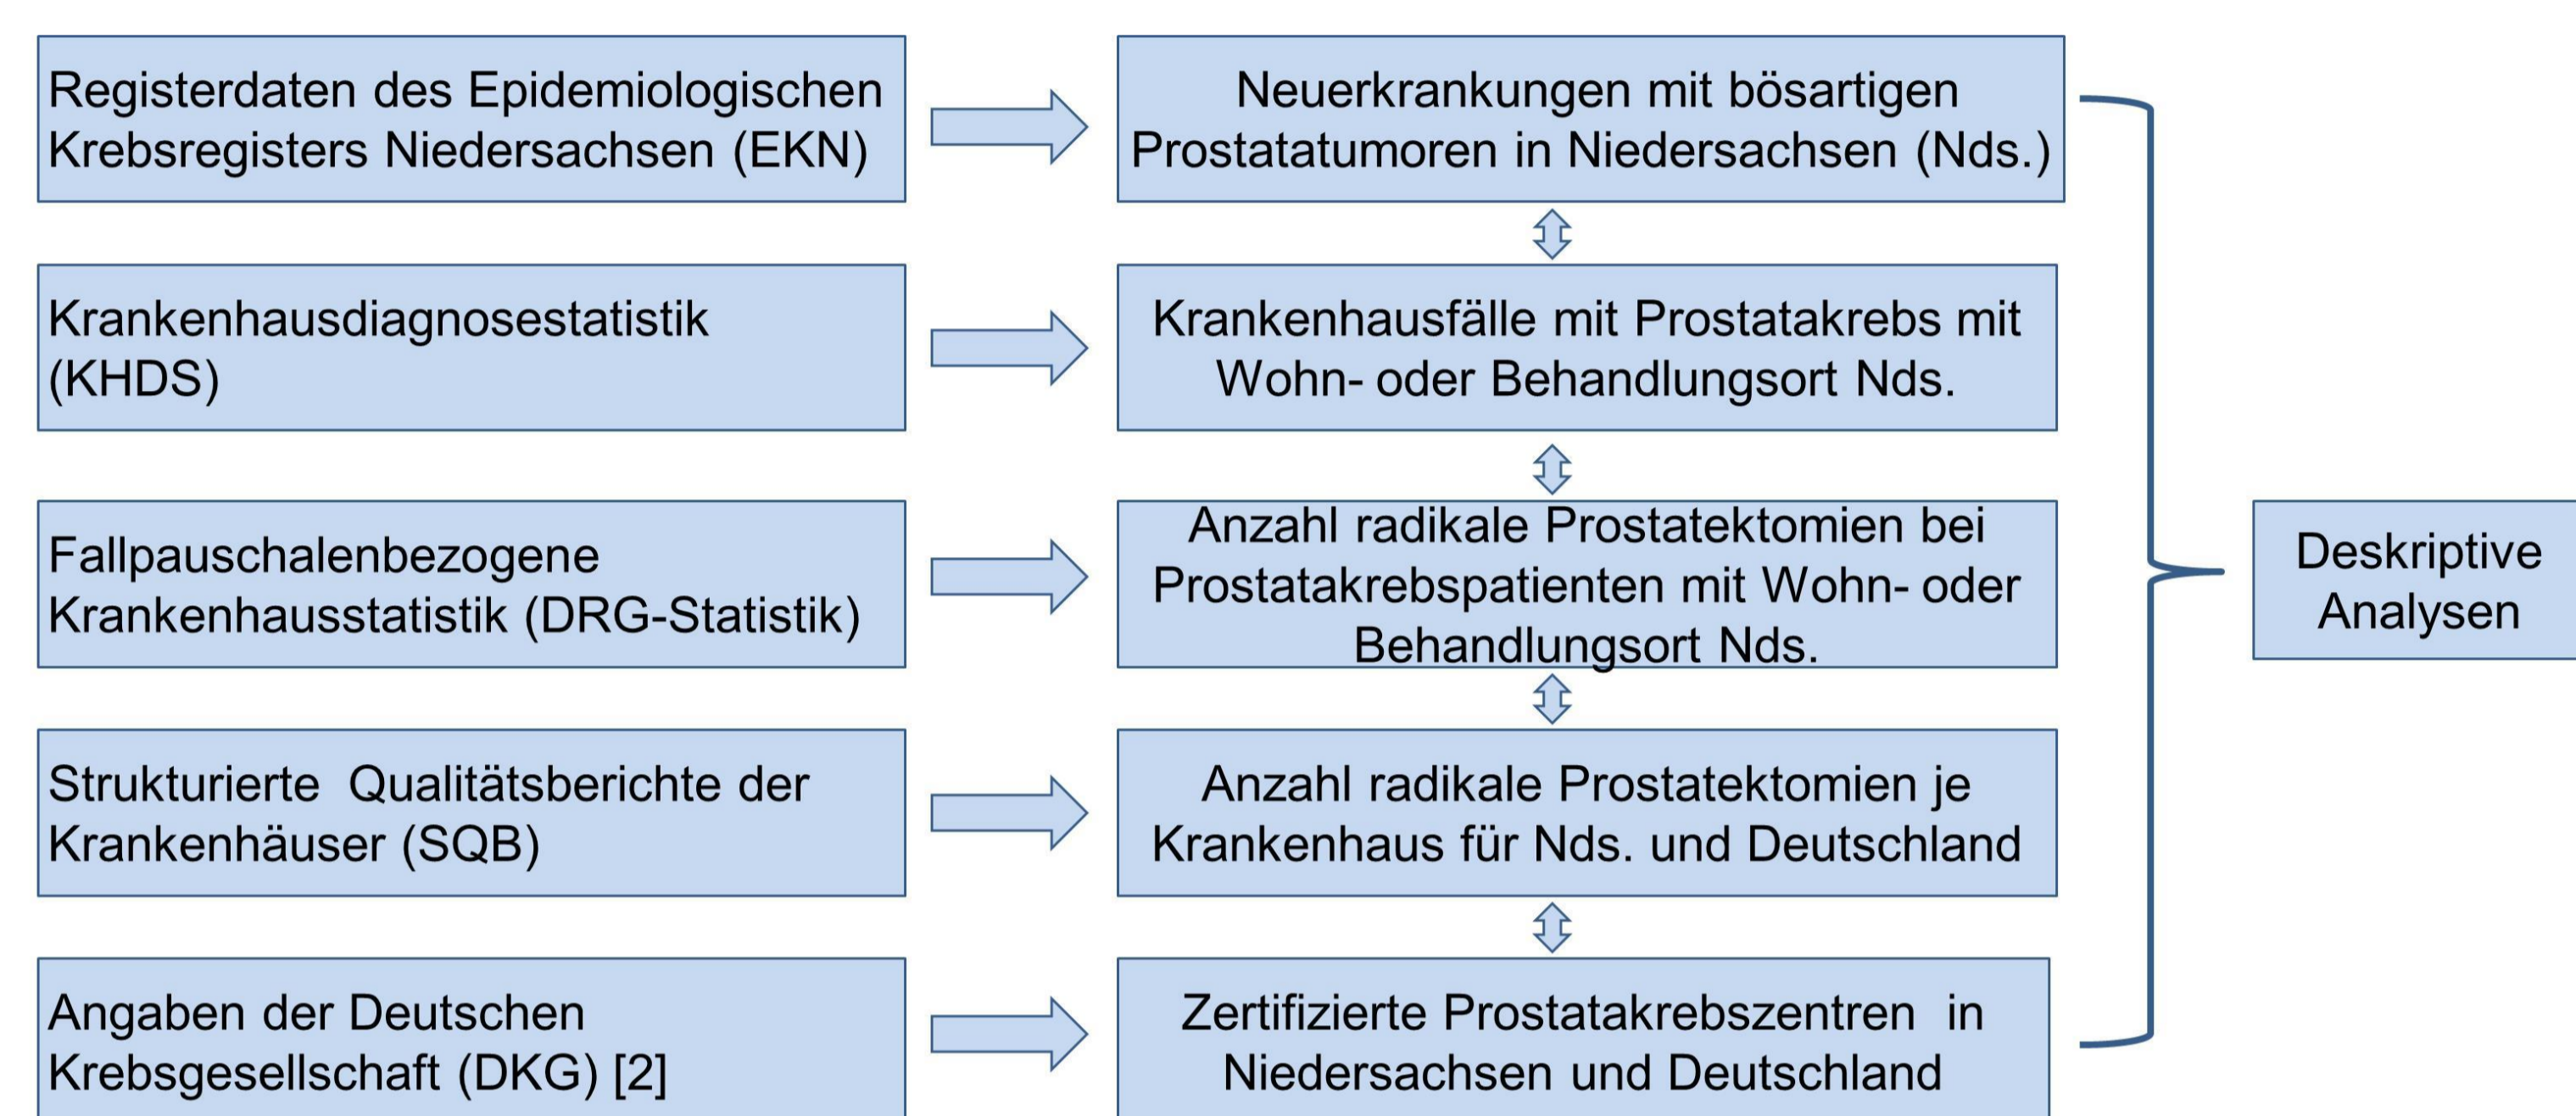 Registerdaten des Epidemiologischen
Krebsregisters Niedersachsen (EKN)
Neuerkrankungen mit bösartigen
Prostatatumoren in Niedersachsen (Nds.)
Krankenhausdiagnosestatistik
(KHDS)
Krankenhausfälle mit Prostatakrebs mit
Wohn- oder Behandlungsort Nds.
Fallpauschalenbezogene
Krankenhausstatistik (DRG-Statistik)
Anzahl radikale Prostatektomien bei
Prostatakrebspatienten mit Wohn- oder
Behandlungsort Nds.
Strukturierte  Qualitätsberichte der
Krankenhäuser (SQB)
Anzahl radikale Prostatektomien je
Krankenhaus für Nds. und Deutschland
Angaben der Deutschen
Krebsgesellschaft (DKG) [2]
Zertifizierte Prostatakrebszentren  in
Niedersachsen und Deutschland
Deskriptive
Analysen